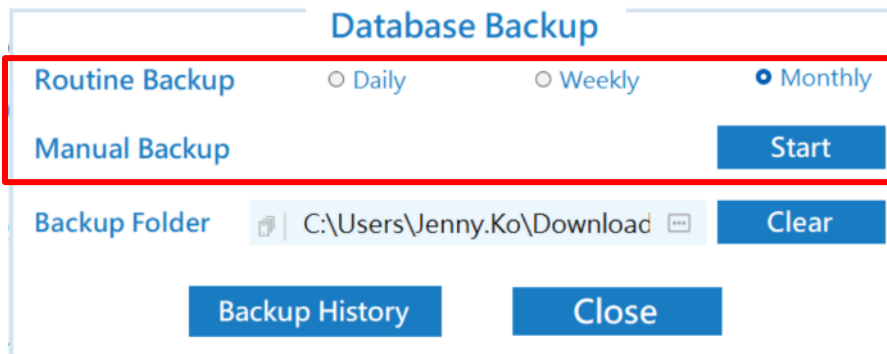 Database Backup
Routine Backup Daily Weekly Monthly
Manual Backup Start
Backup Folder C:\Users\Jenny.Ko\Download Clear
Backup History Close